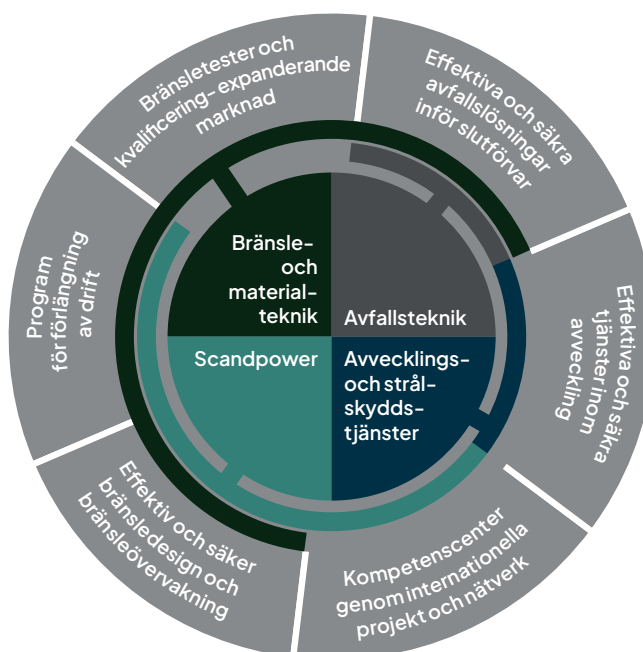 Bränsletester och
kvalificering–expanderande
marknad
Effektiva och säkra
avfallslösningar
inför slutförvar
Effektiva och säkra
tjänster inom
avveckling
Kompetenscenter
genom internationella
projekt och nätverk
Effektiv och säker
bränsledesign och
bränsleövervakning
Program
för förlängning
av drift
Bränsle–
och
material–
teknik
Avfallsteknik
Scandpower
Avvecklings-
och strål-
skydds-
tjänster